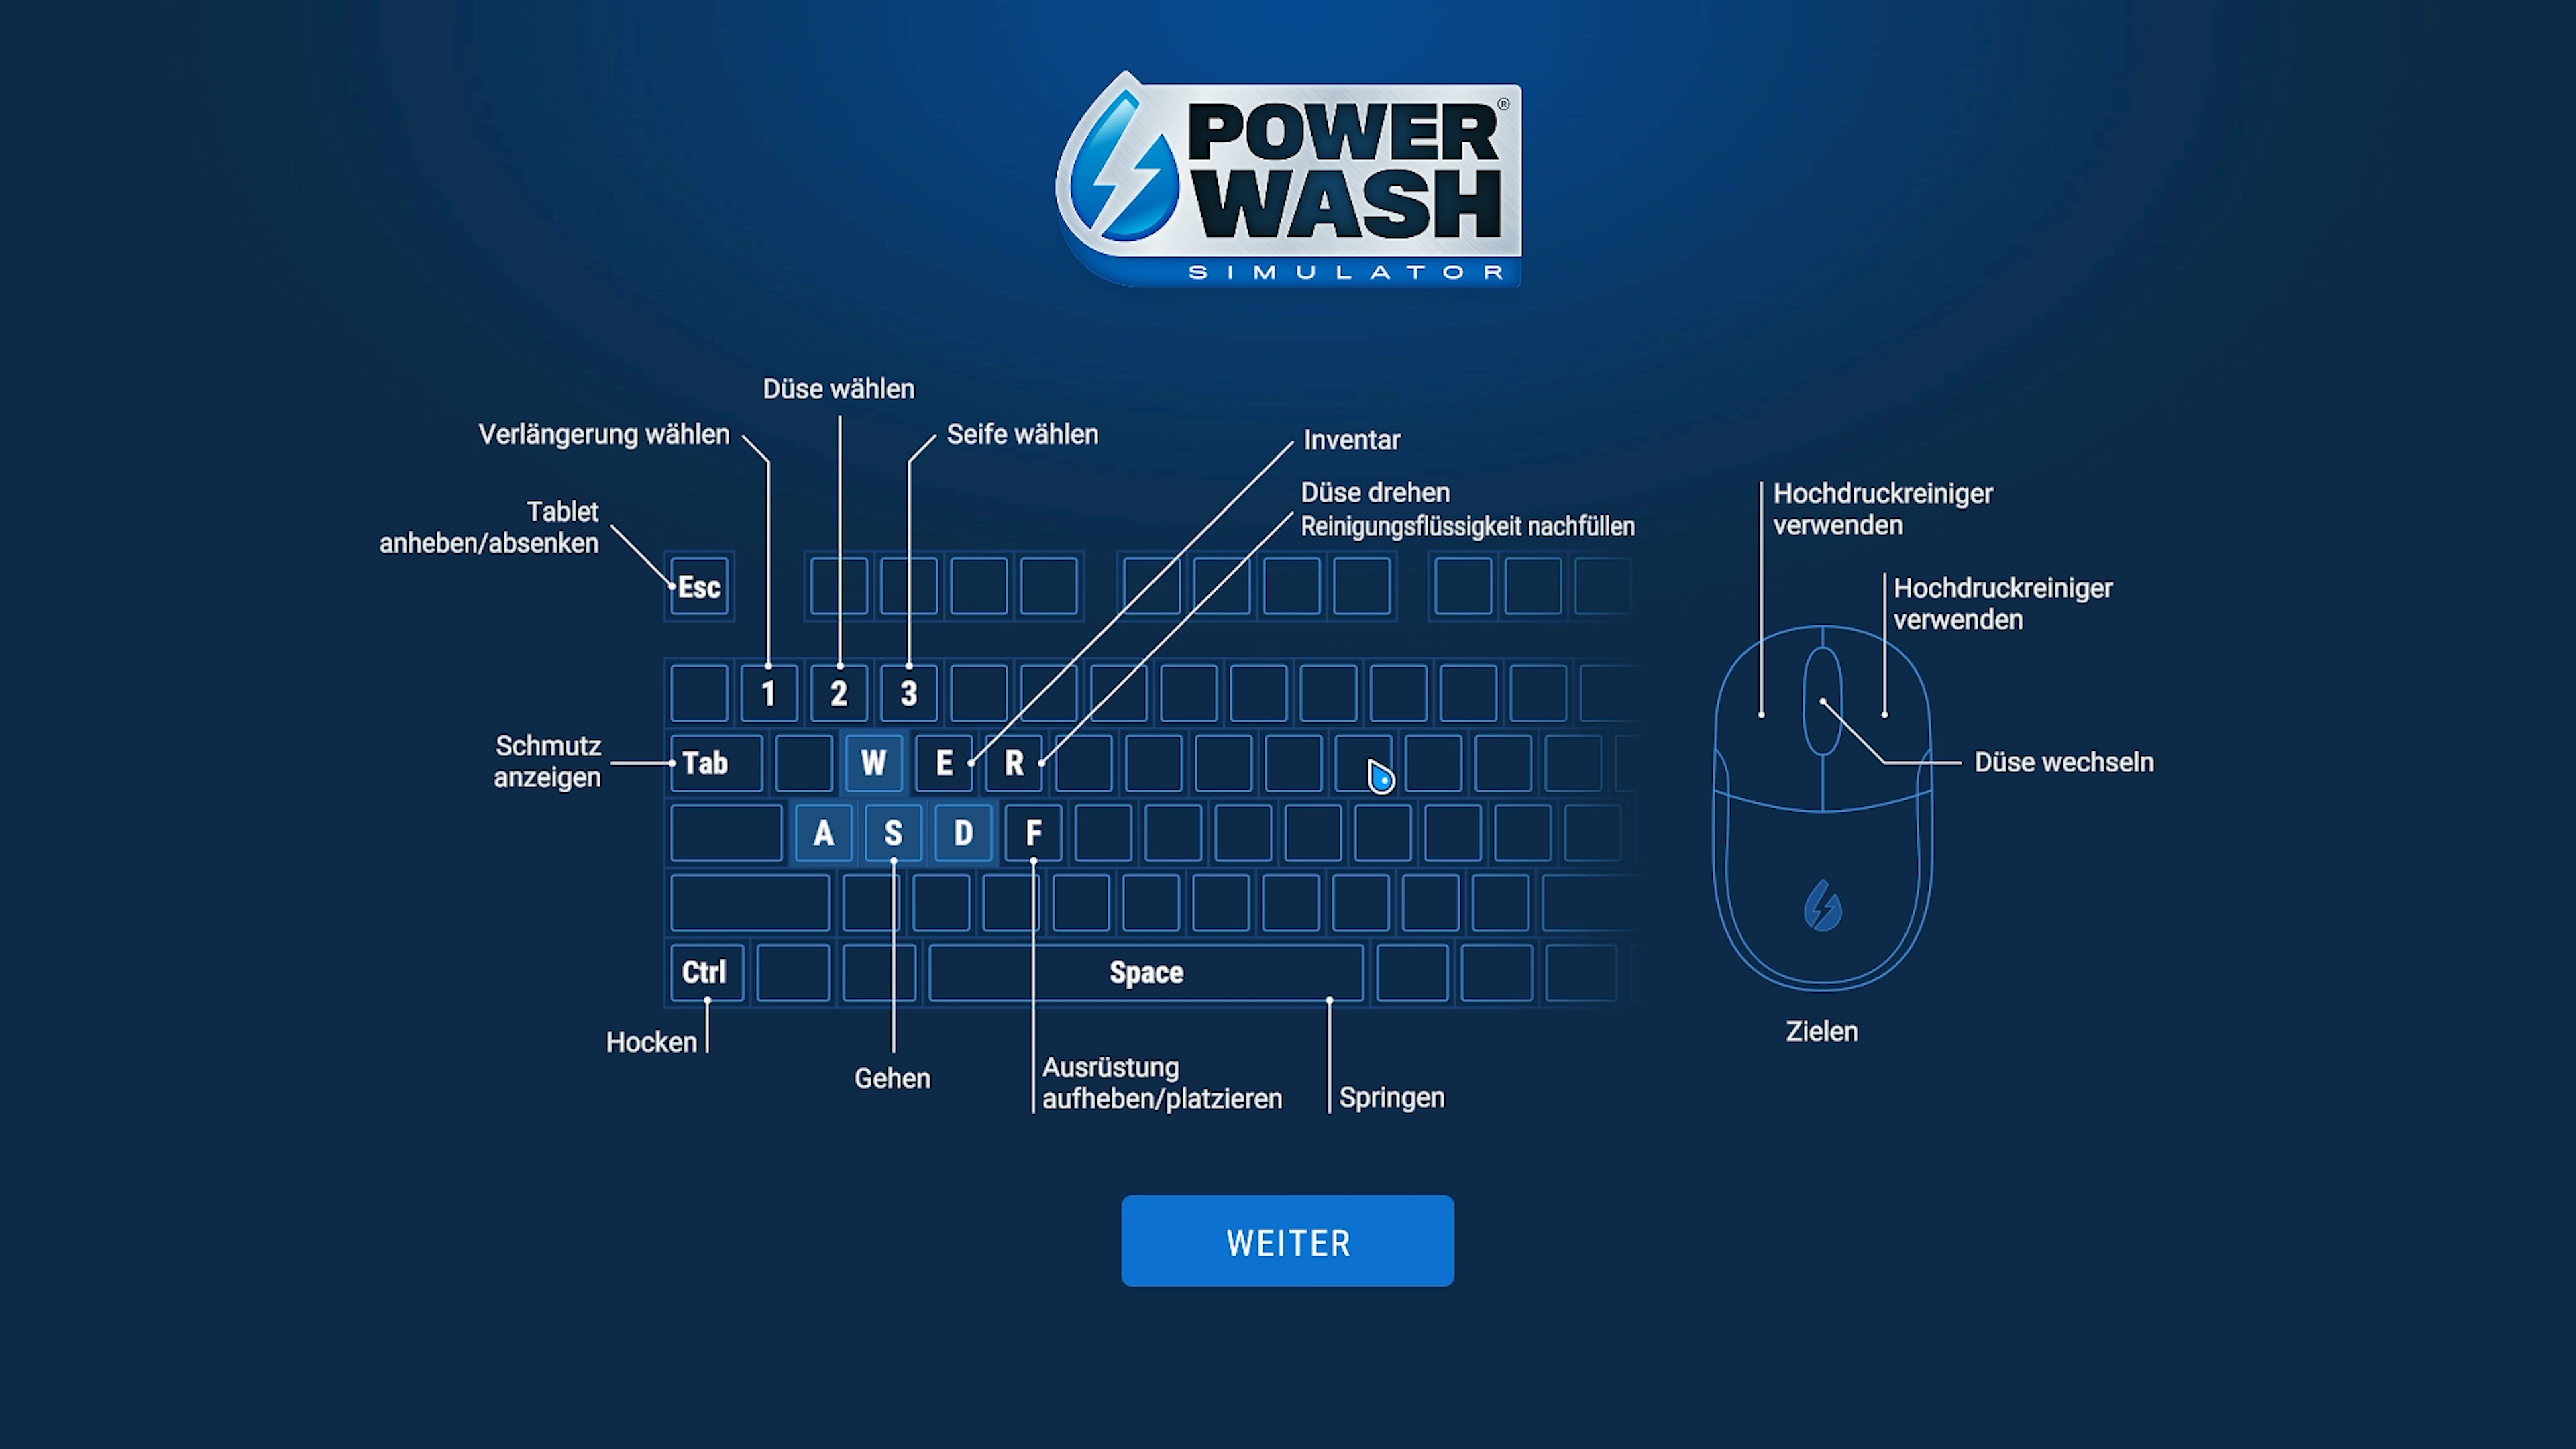 POWER®
WASH
SIMULATOR
Düse wählen
Verlängerung wählen
Seife wählen
Inventar
Düse drehen
Reinigungsflüssigkeit nachfüllen
Tablet
anheben/absenken
Hochdruckreiniger
verwenden
Hochdruckreiniger
verwenden
Esc
1 2 3
Schmutz
anzeigen
Tab W E R
Düse wechseln
A S D F
Ctrl Space
Hocken
Gehen
Ausrüstung
aufheben/platzieren
Springen
Zielen
WEITER